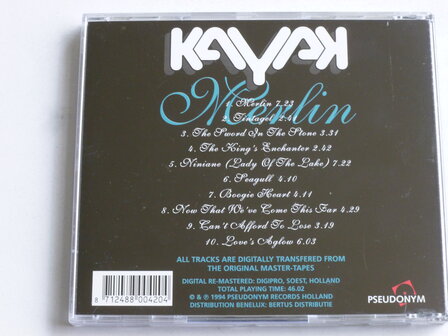 KAYAK
Merlin
1. Merlin 7.23
2. Tintagel 2.4
3. The Sword In The Stone 3.31
4. The King's Enchanter 2.42
5. Niniane (Lady Of The Lake) 7.22
6. Seagull 4.10
7. Boogie Heart 4.11
8. Now That We've Come This Far 4.29
9. Can't Afford To Lose 3.19
10. Love's Aglow 6.03
ALL TRACKS ARE DIGITALLY TRANSFERED FROM
THE ORIGINAL MASTER-TAPES
DIGITAL RE-MASTERED: DIGIPRO, SOEST, HOLLAND
TOTAL PLAYING TIME: 46.02
© ℗ 1994 PSEUDONYM RECORDS HOLLAND
DISTRIBUTION BENELUX: BERTUS DISTRIBUTIE
8 712488 004204
PSEUDONYM